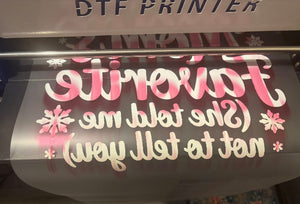 DTF PRINTER
Favorite
(She told me
not to tell you)